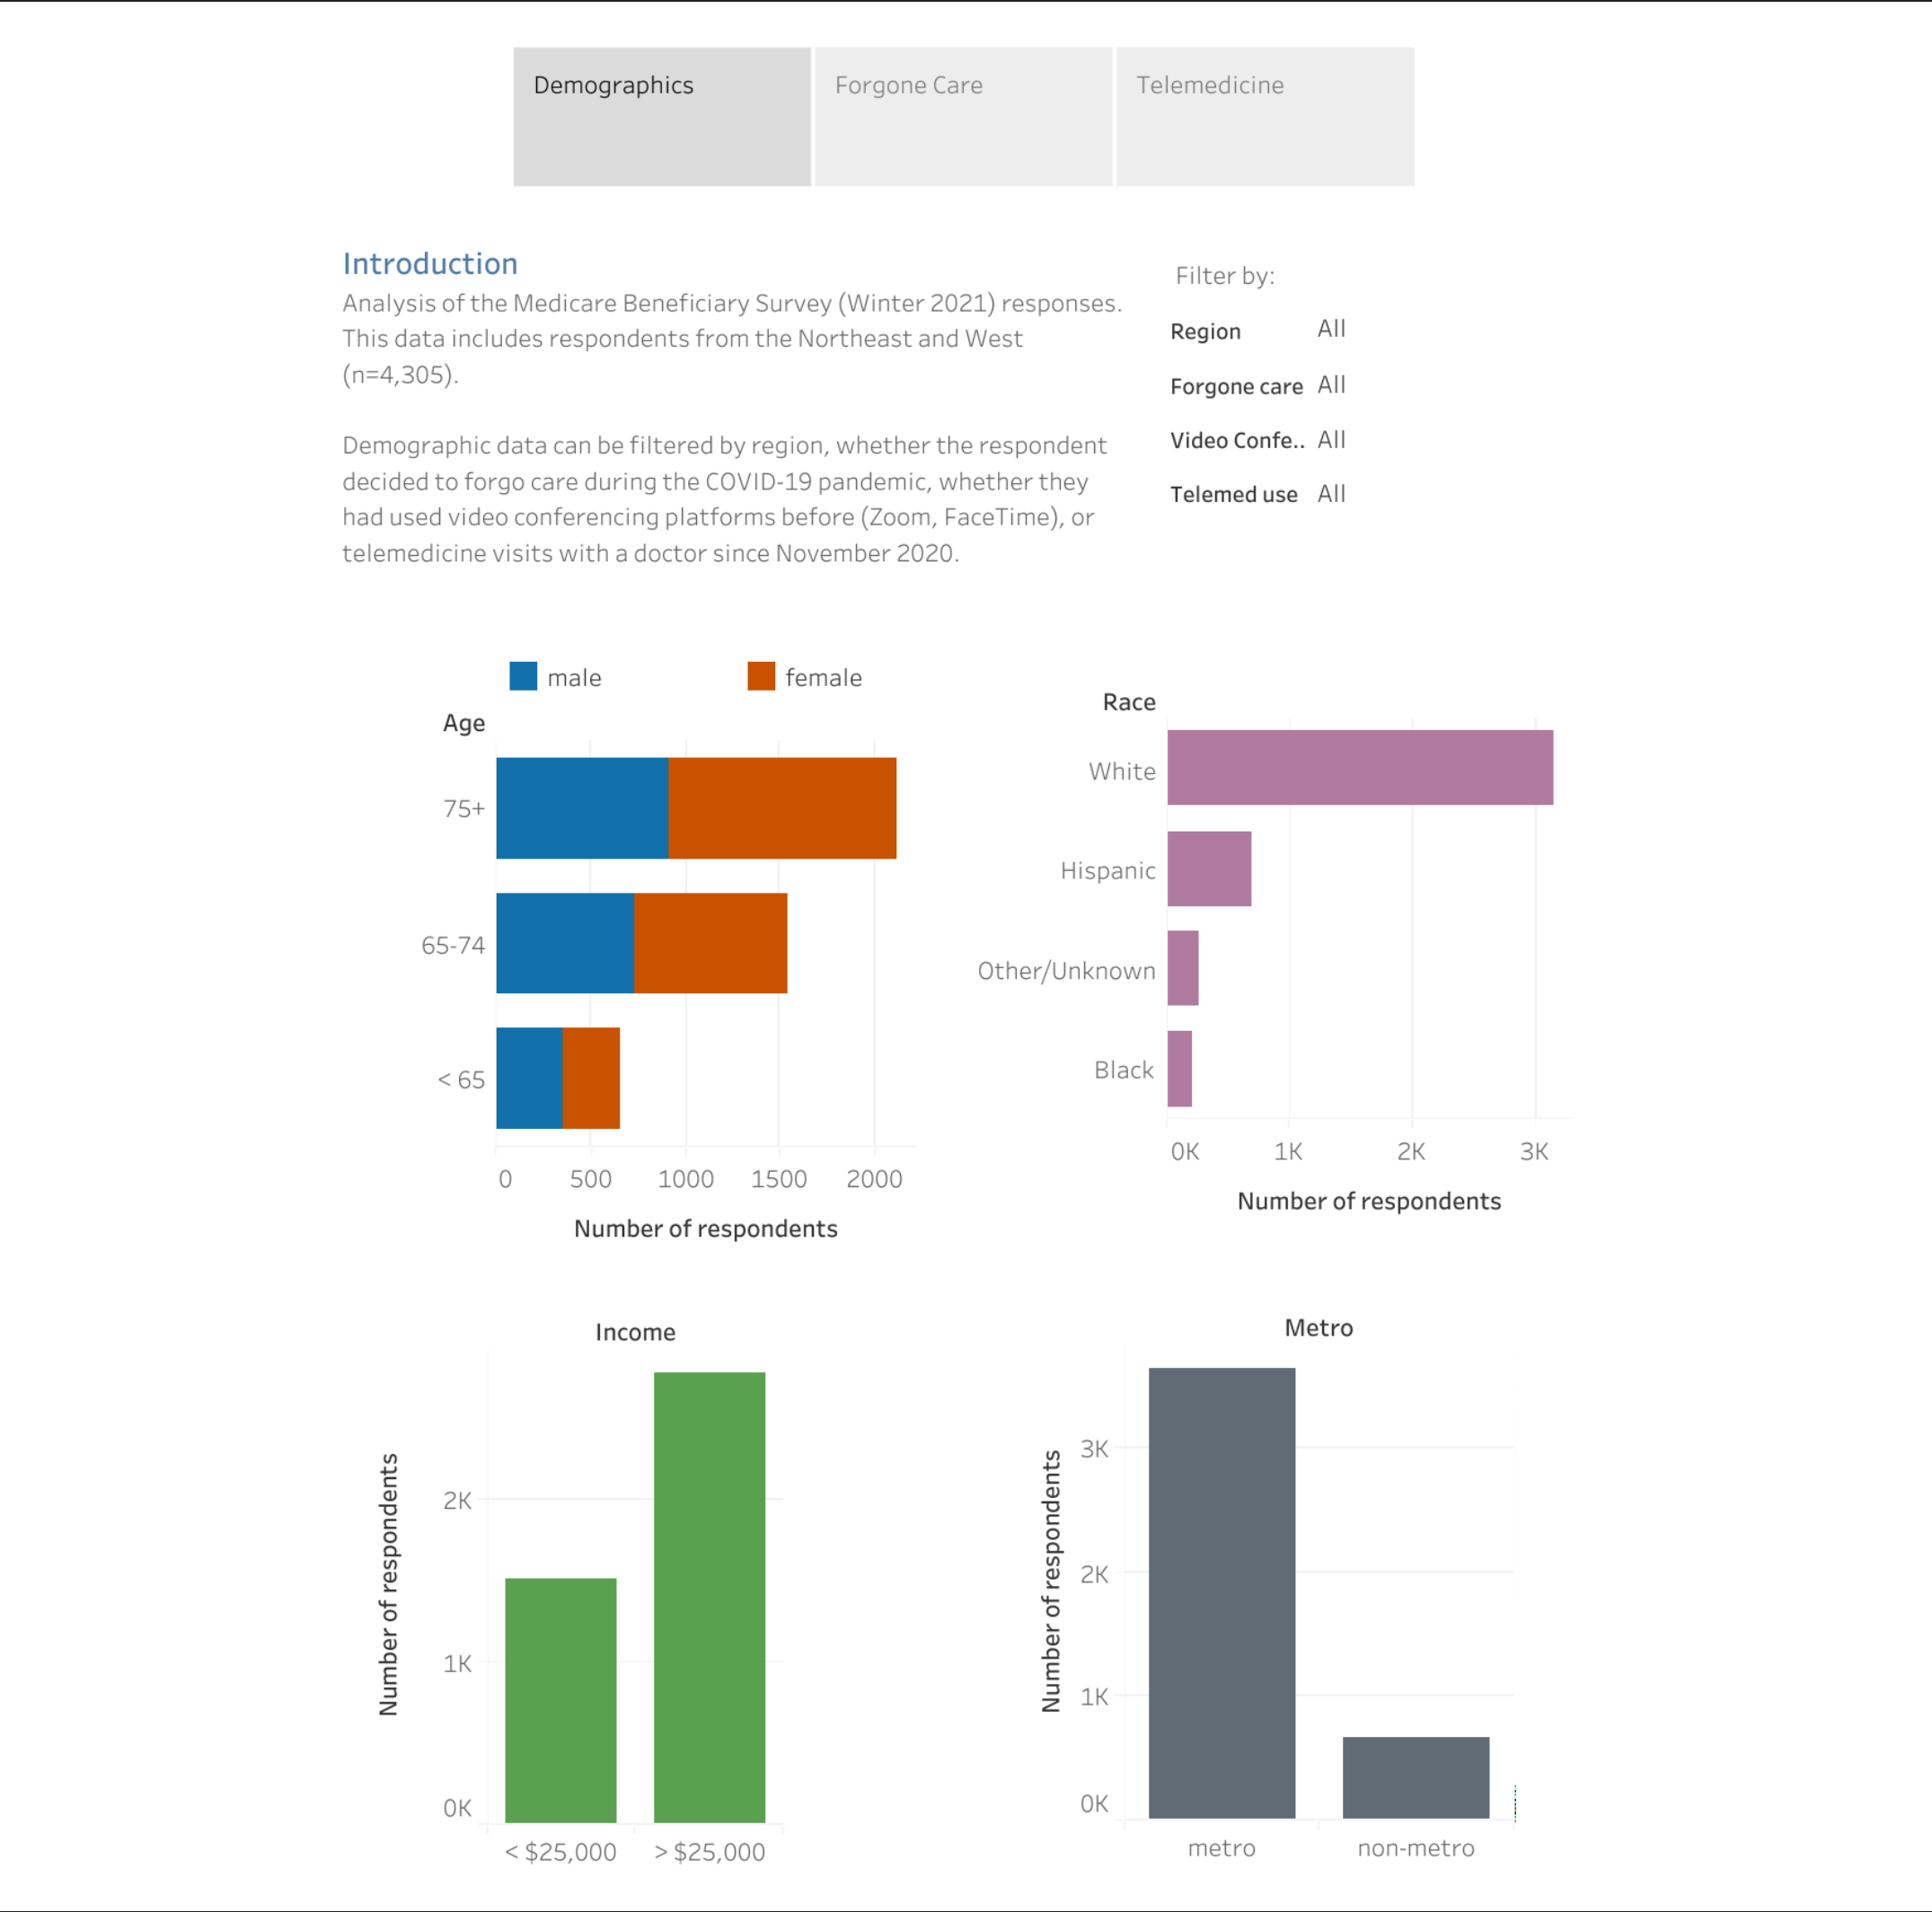 Demographics
Forgone Care
Telemedicine
Introduction
Analysis of the Medicare Beneficiary Survey (Winter 2021) responses.
This data includes respondents from the Northeast and West
(n=4,305).
Demographic data can be filtered by region, whether the respondent
decided to forgo care during the COVID-19 pandemic, whether they
had used video conferencing platforms before (Zoom, FaceTime), or
telemedicine visits with a doctor since November 2020.
Filter by:
Region All
Forgone care All
Video Confe.. All
Telemed use All
male female
Age
75+
65-74
< 65
0 500 1000 1500 2000
Number of respondents
Race
White
Hispanic
Other/Unknown
Black
0K 1K 2K 3K
Number of respondents
Income
Number of respondents
2K
1K
0K
< $25,000 > $25,000
Metro
Number of respondents
3K
2K
1K
0K
metro non-metro